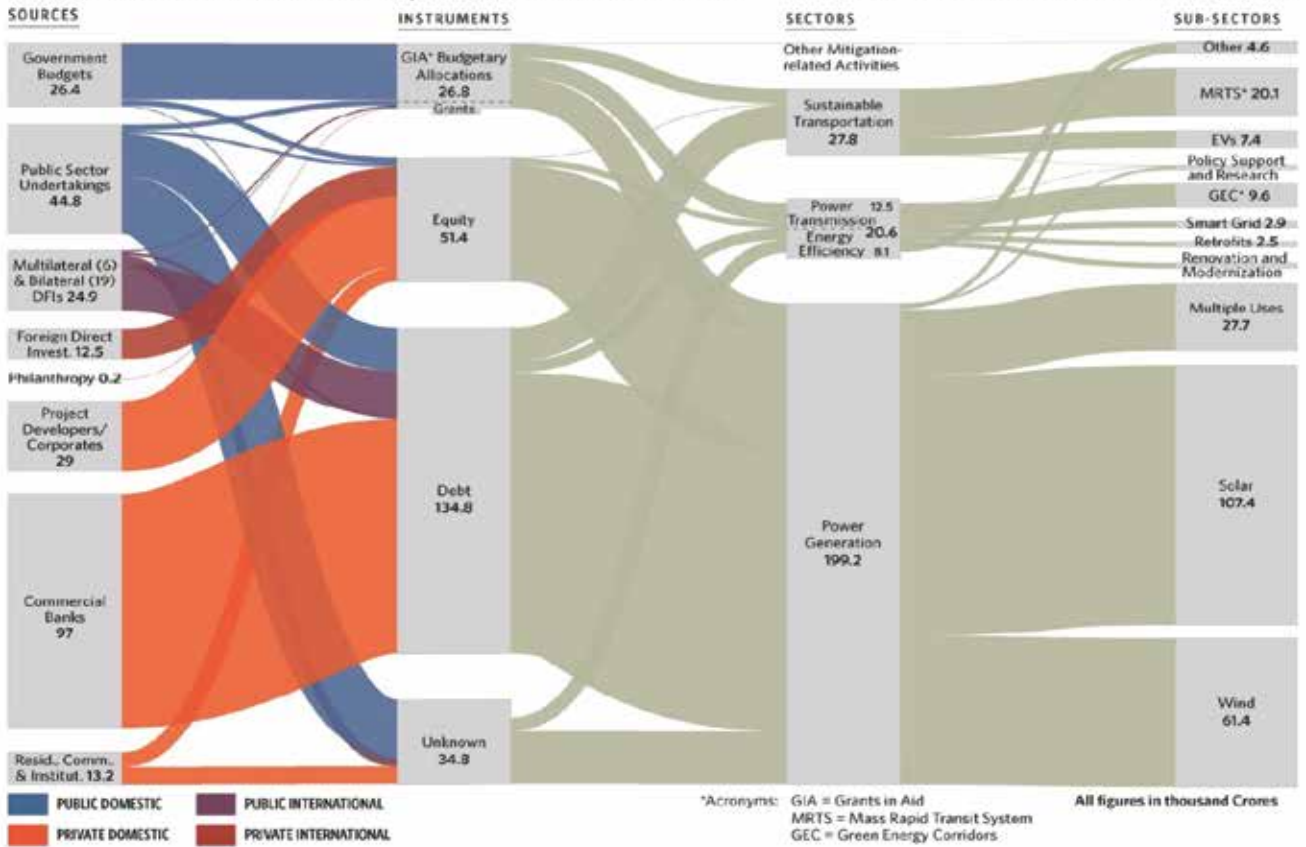 SOURCES
Government
Budgets
26.4
Public Sector
Undertakings
44.8
Multilateral (6)
& Bilateral (19)
DFIs 24.9
Foreign Direct
Invest. 12.5
Philanthropy 0.2
Project
Developers/
Corporates
29
Commercial
Banks
97
Resid., Comm.,
& Institut. 13.2
INSTRUMENTS
GIA* Budgetary
Allocations
26.8
Grants
Equity
51.4
Debt
134.8
Unknown
34.8
SECTORS
Other Mitigation-
related Activities
Sustainable
Transportation
27.8
Power 12.5
Transmission
20.6
Energy
Efficiency 8.1
Power
Generation
199.2
SUB-SECTORS
Other 4.6
MRTS* 20.1
EVs 7.4
Policy Support
and Research
GEC* 9.6
Smart Grid 2.9
Retrofits 2.5
Renovation and
Modernization
Multiple Uses
27.7
Solar
107.4
Wind
61.4
PUBLIC DOMESTIC
PUBLIC INTERNATIONAL
PRIVATE DOMESTIC
PRIVATE INTERNATIONAL
*Acronyms: GIA = Grants in Aid
MRTS = Mass Rapid Transit System
GEC = Green Energy Corridors
All figures in thousand Crores